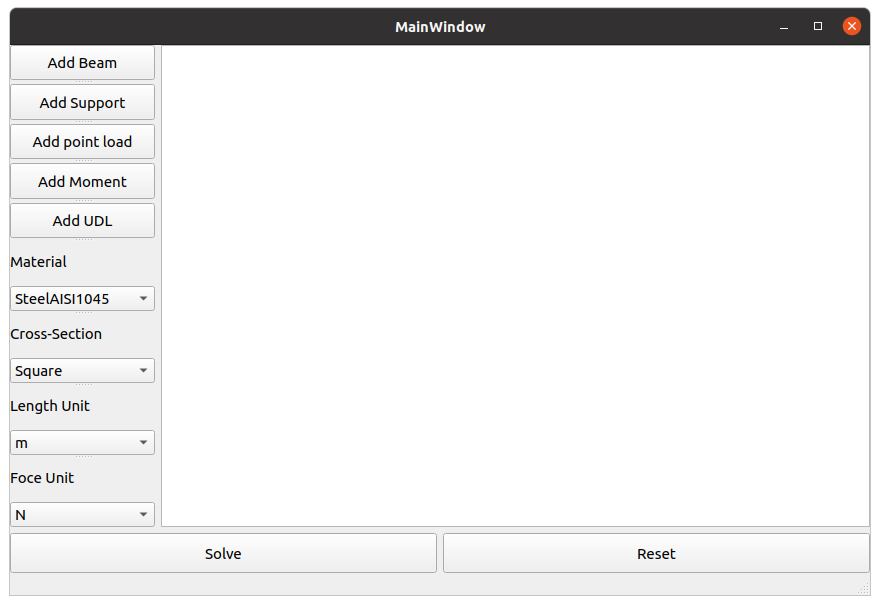 MainWindow
Add Beam
Add Support
Add point load
Add Moment
Add UDL
Material
SteelAISI1045
Cross-Section
Square
Length Unit
m
Foce Unit
N
Solve
Reset